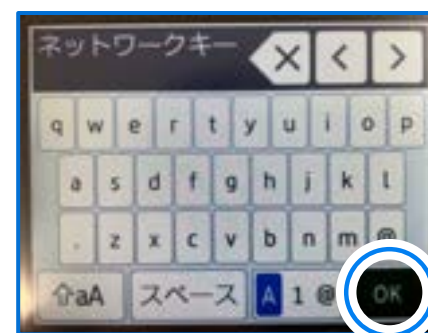 ネットワークキー × < >
q w e r t y u i o p
a s d f g h j k l
. z x c v b n m @
⇧aA スペース A 1 @ OK